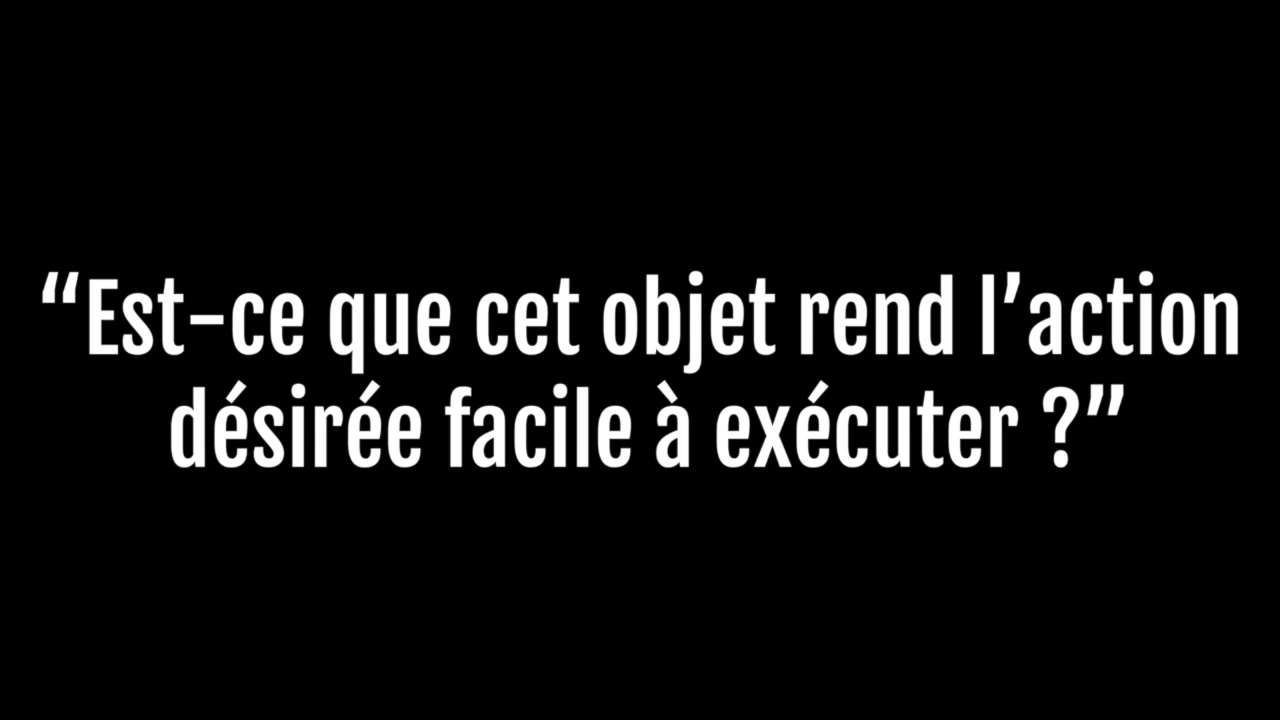 “Est-ce que cet objet rend l’action
désirée facile à exécuter ?”